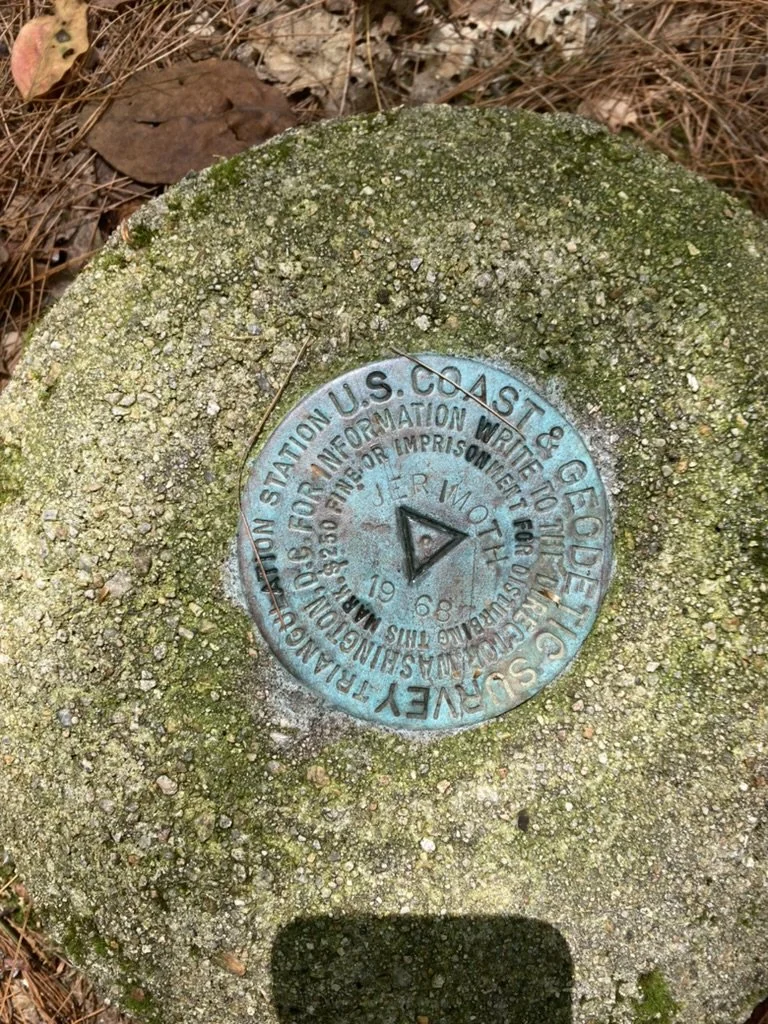 U.S. COAST & GEODETIC SURVEY
TRIANGULATION STATION
FOR INFORMATION WRITE TO THE DIRECTOR
WASHINGTON, D.C.
$250 FINE OR IMPRISONMENT FOR DISTURBING THIS MARK.
JERIMOTH
1968